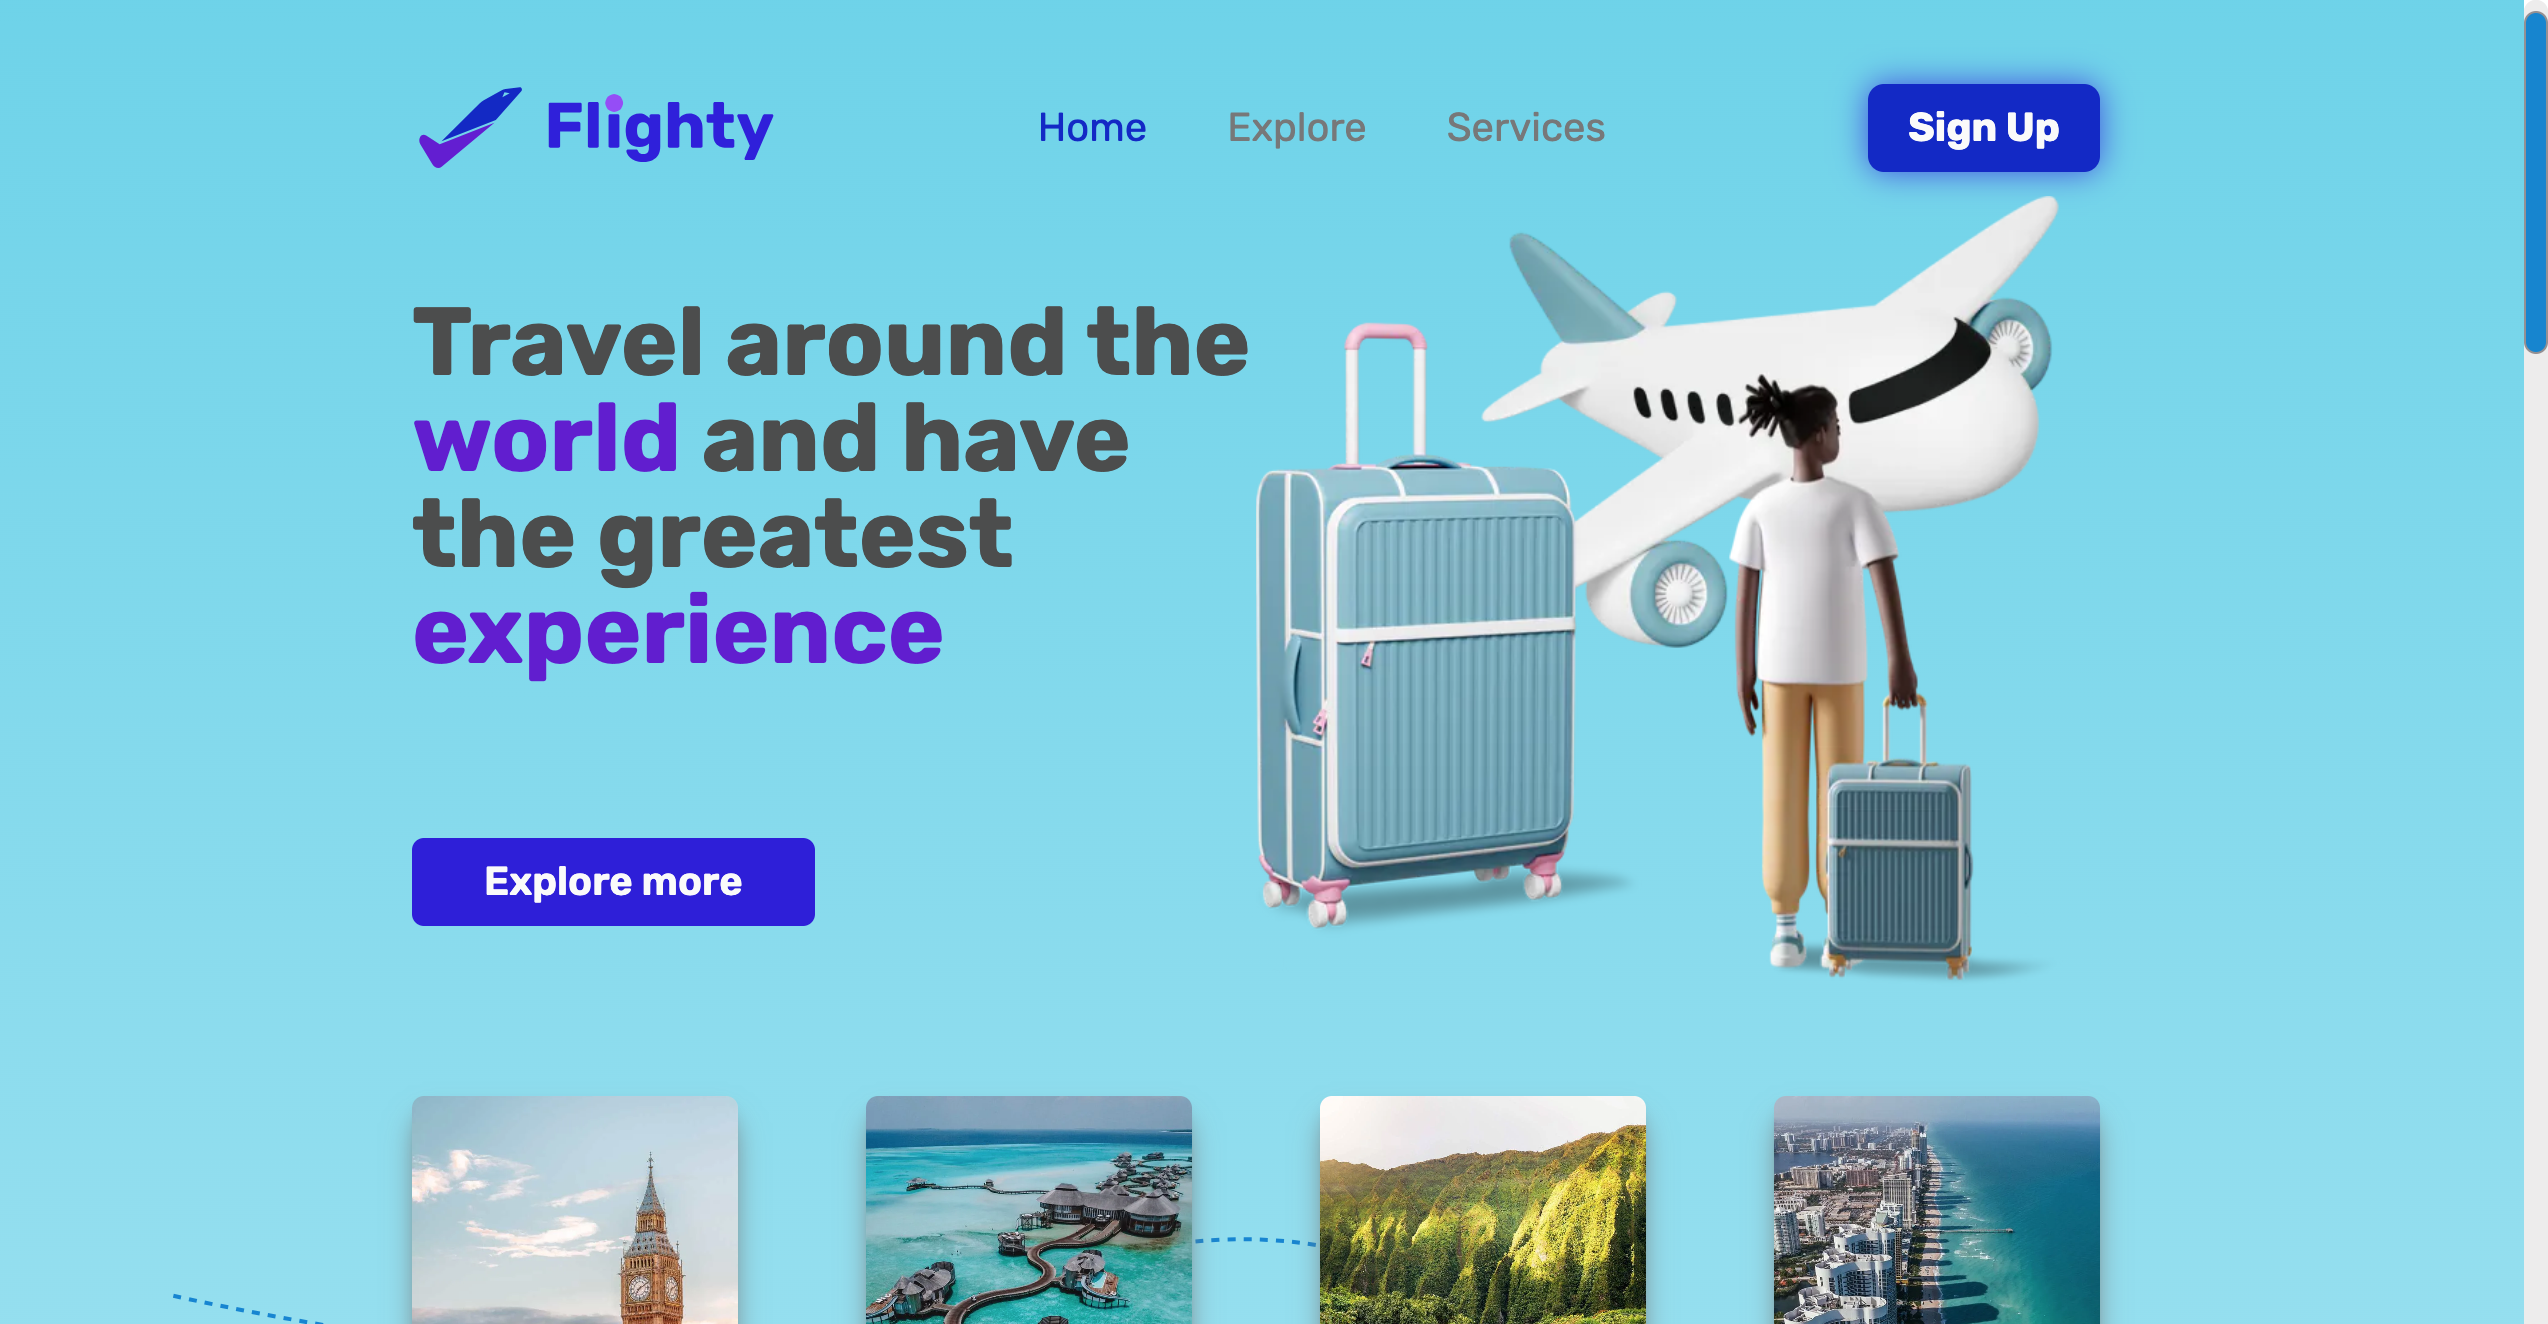 Flighty
Home
Explore
Services
Sign Up
Travel around the
world and have
the greatest
experience
Explore more